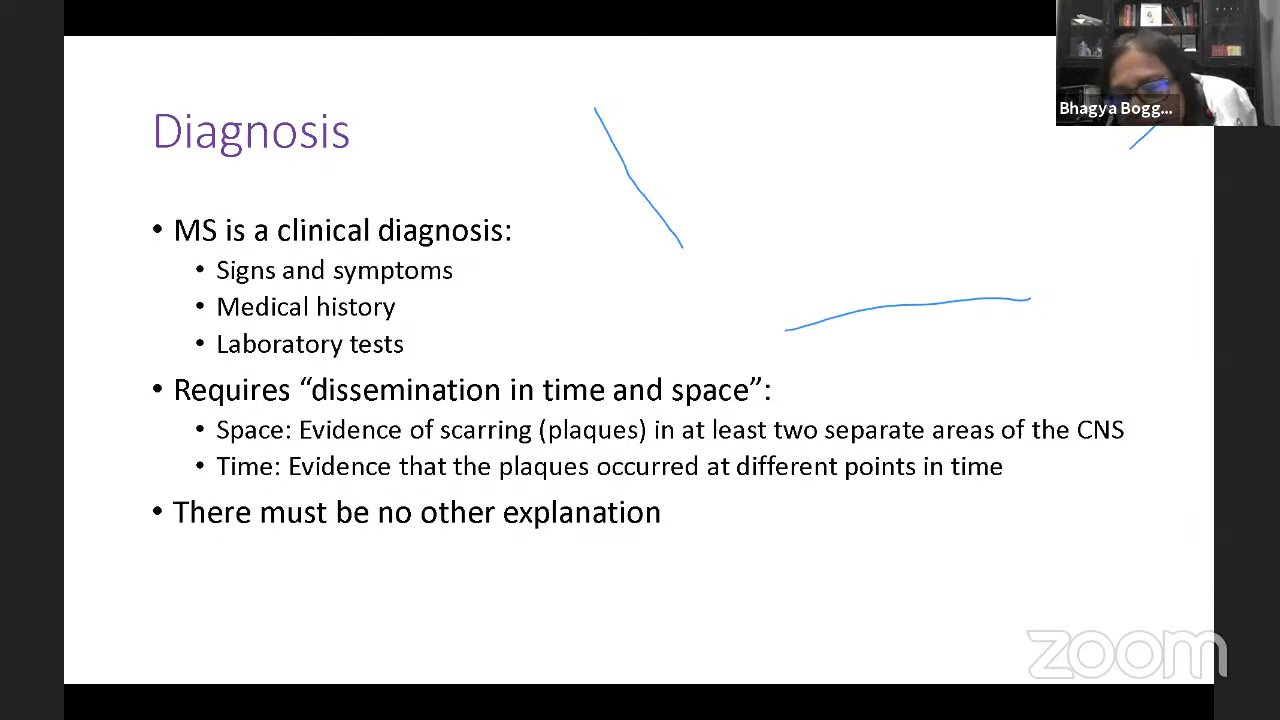 Bhagya Bogg...
Diagnosis
• MS is a clinical diagnosis:
• Signs and symptoms
• Medical history
• Laboratory tests
• Requires “dissemination in time and space”:
• Space: Evidence of scarring (plaques) in at least two separate areas of the CNS
• Time: Evidence that the plaques occurred at different points in time
• There must be no other explanation
zoom